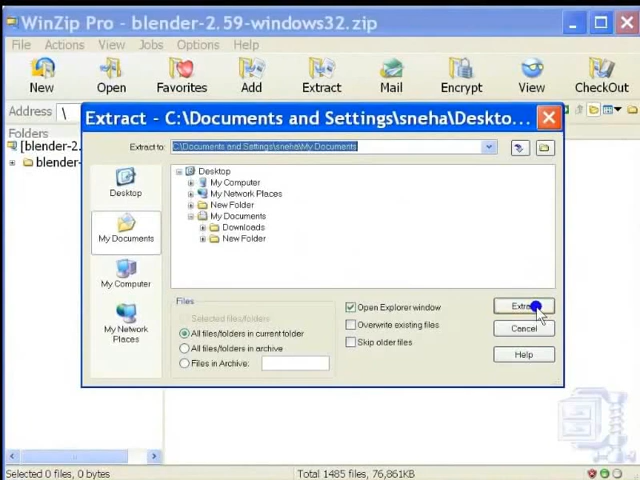 WinZip Pro - blender-2.59-windows32.zip
File Actions View Jobs Options Help
New Open Favorites Add Extract Mail Encrypt View CheckOut
Address \
Folders
[blender-2.
blender-
Extract - C:\Documents and Settings\sneha\Deskto...
Extract to: C:\Documents and Settings\sneha\My Documents
Desktop
My Documents
My Computer
My Network Places
Desktop
My Computer
My Network Places
New Folder
My Documents
Downloads
New Folder
Files
Selected files/folders
All files/folders in current folder
All files/folders in archive
Files in Archive:
Open Explorer window
Overwrite existing files
Skip older files
Extra
Cancel
Help
Selected 0 files, 0 bytes
Total 1485 files, 76,861KB